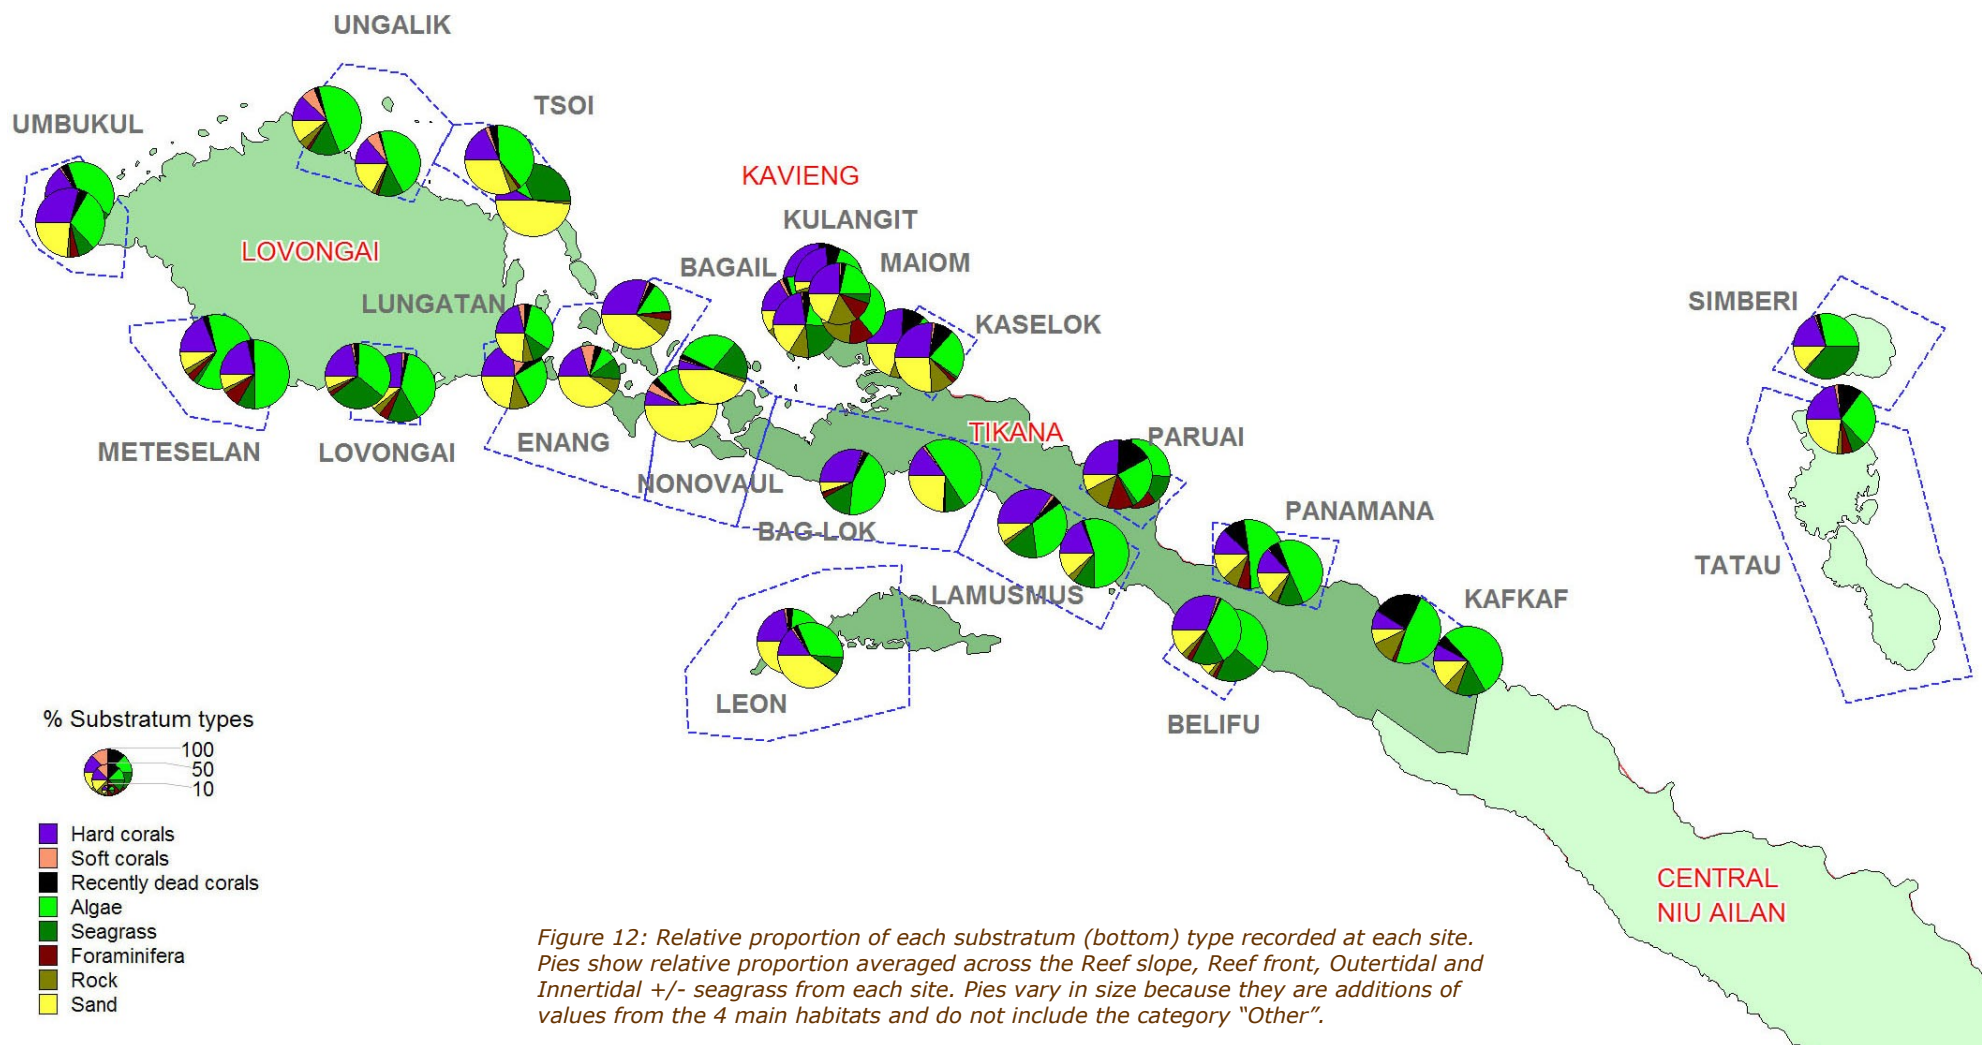 UNGALIK
TSOI
UMBUKUL
KAVIENG
KULANGIT
LOVONGAI
BAGAIL
MAIOM
LUNGATAN
KASELOK
SIMBERI
METESELAN
LOVONGAI
ENANG
TIKANA
PARUAI
NONOVAUL
PANAMANA
BAG-LOK
TATAU
LAMUSMUS
KAFKAF
LEON
BELIFU
% Substratum types
100
50
10
Hard corals
Soft corals
Recently dead corals
Algae
Seagrass
Foraminifera
Rock
Sand
CENTRAL
NIU AILAN
Figure 12: Relative proportion of each substratum (bottom) type recorded at each site.
Pies show relative proportion averaged across the Reef slope, Reef front, Outertidal and
Innertidal +/- seagrass from each site. Pies vary in size because they are additions of
values from the 4 main habitats and do not include the category “Other”.